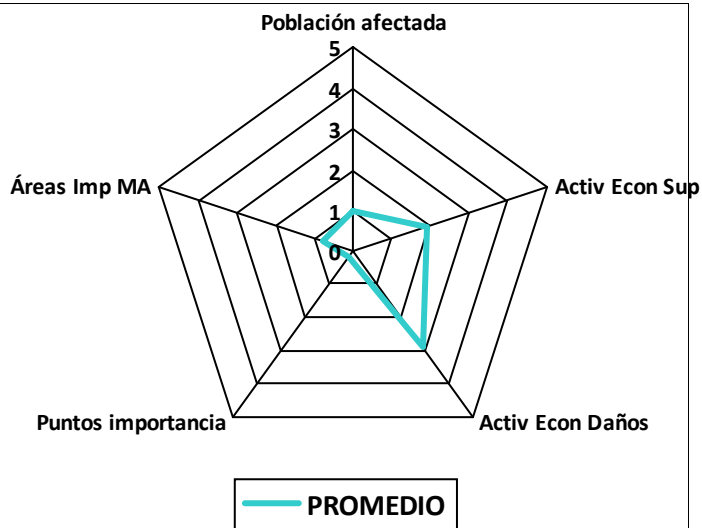 Población afectada
5
4
3
2
1
0
Áreas Imp MA
Activ Econ Sup
Puntos importancia
Activ Econ Daños
PROMEDIO